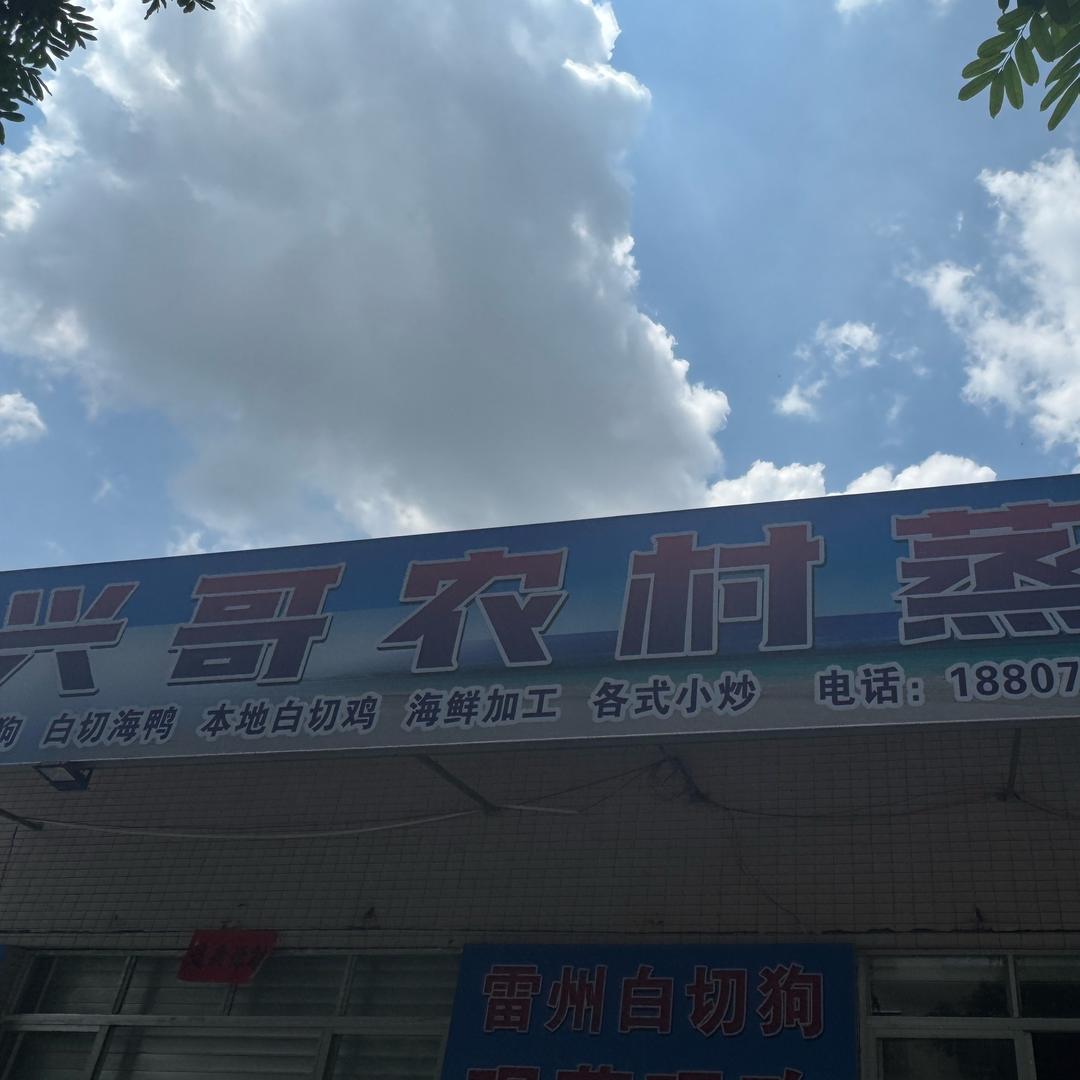 兴哥农村蒸
狗 白切海鸭 本地白切鸡 海鲜加工 各式小炒 电话：18807
雷州白切狗